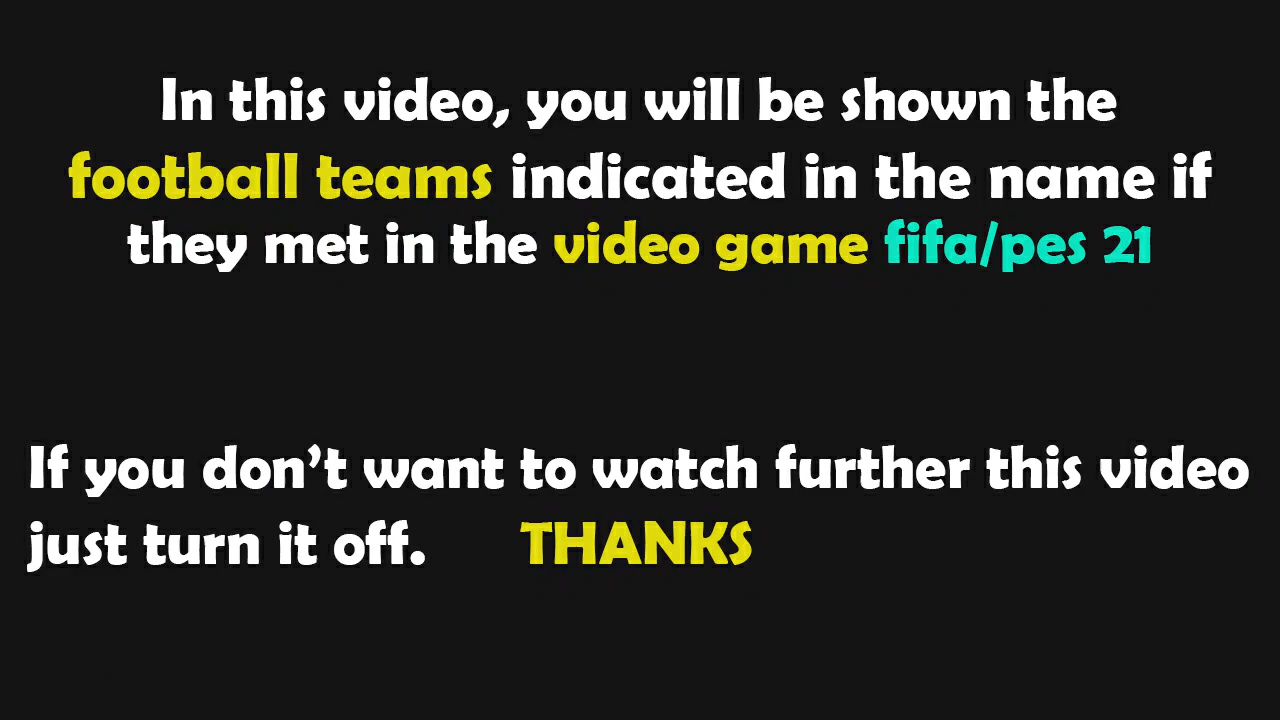 In this video, you will be shown the
football teams indicated in the name if
they met in the video game fifa/pes 21
If you don’t want to watch further this video
just turn it off. THANKS